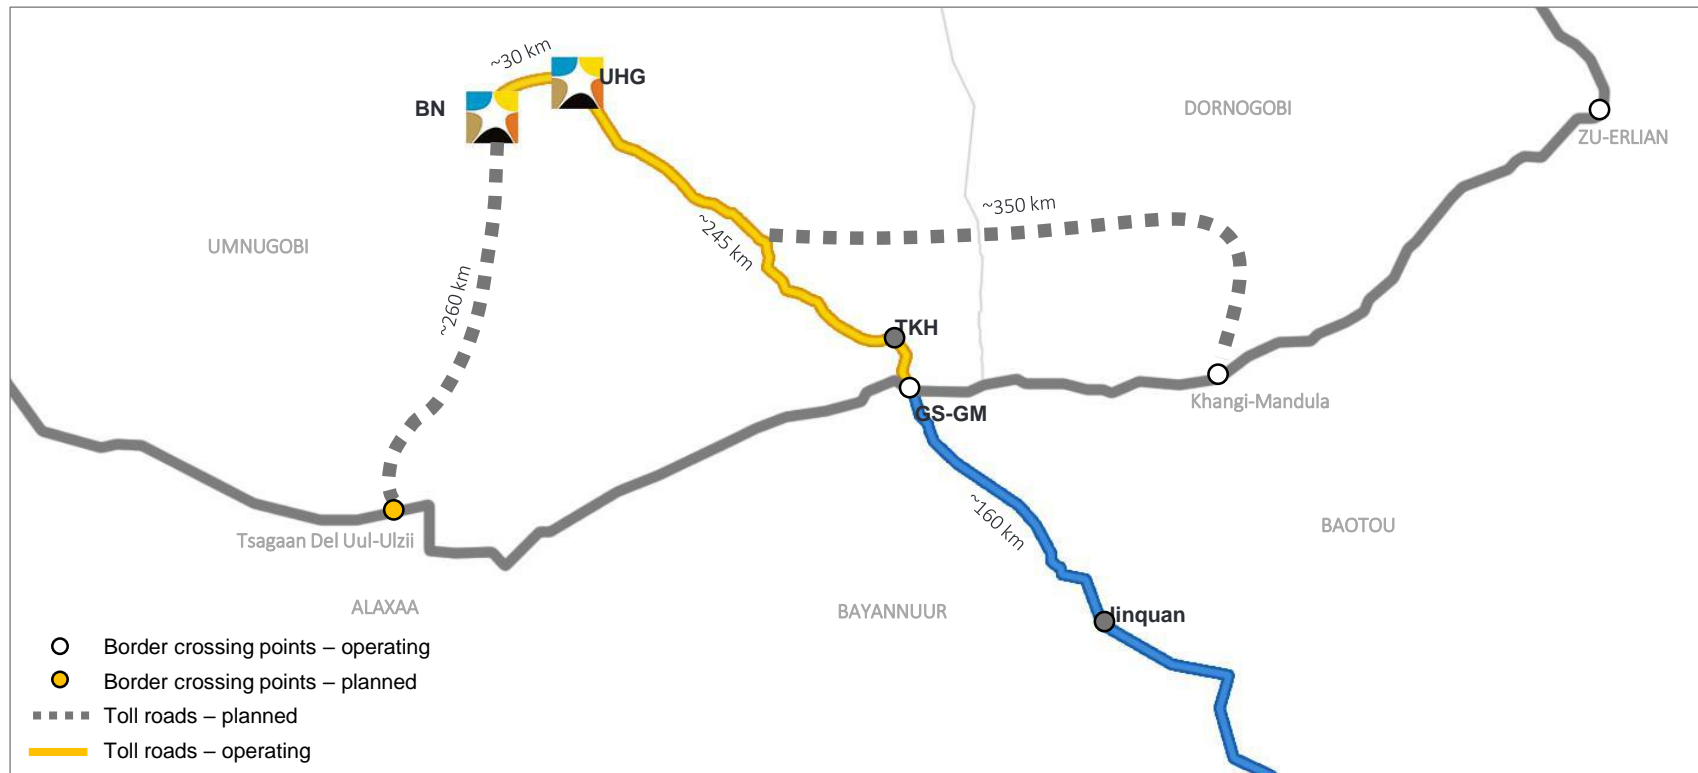 ~30 km
UHG
BN
DORNOGOBI
ZU-ERLIAN
~350 km
UMNUGOBI
~245 km
~260 km
TKH
Khangi-Mandula
GS-GM
~160 km
BAOTOU
Tsagaan Del Uul-Ulzii
ALAXAA
BAYANNUUR
Jinquan
Border crossing points – operating
Border crossing points – planned
Toll roads – planned
Toll roads – operating